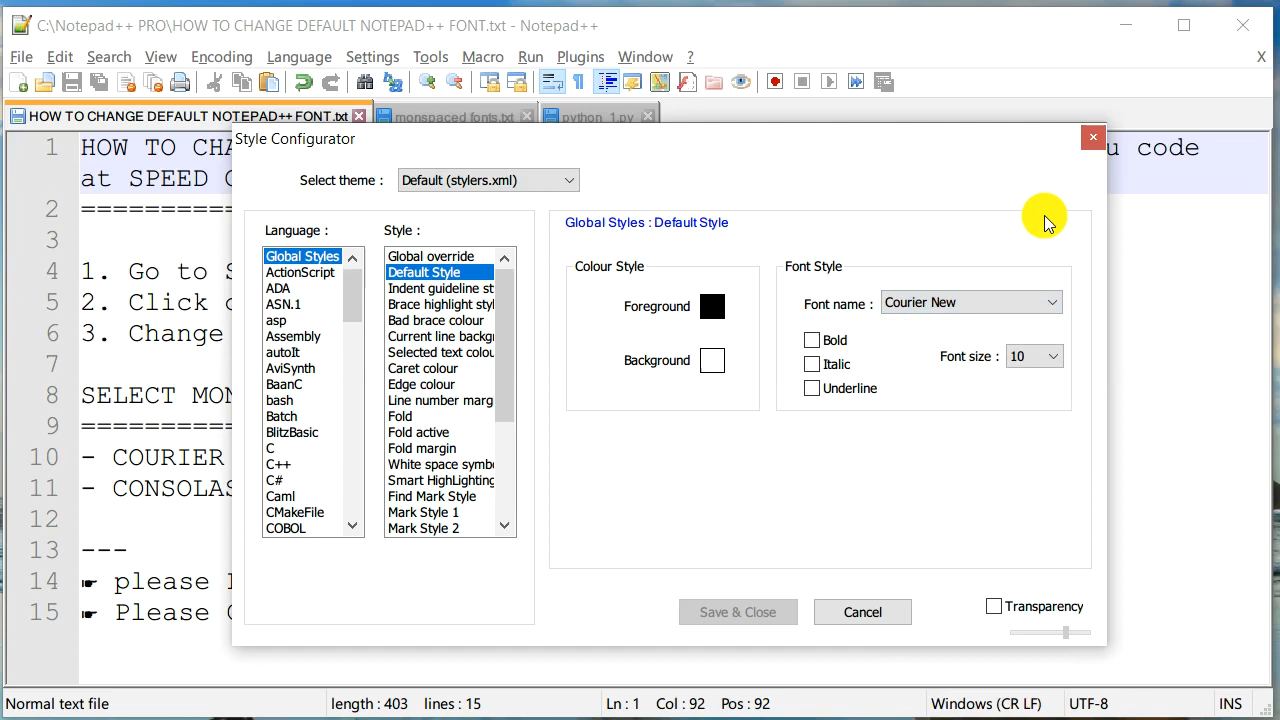 C:\Notepad++ PRO\HOW TO CHANGE DEFAULT NOTEPAD++ FONT.txt - Notepad++
File Edit Search View Encoding Language Settings Tools Macro Run Plugins Window ? X
HOW TO CHANGE DEFAULT NOTEPAD++ FONT.txt monspaced fonts.txt python_1.py
1 HOW TO CHA u code
at SPEED
2 ==========
3
4 1. Go to S
5 2. Click
6 3. Change
7
8 SELECT MON
9 ==========
10 - COURIER
11 - CONSOLAS
12
13 ---
14 ☛ please
15 ☛ Please
Style Configurator
Select theme : Default (stylers.xml)
Language :
Global Styles
ActionScript
ADA
ASN.1
asp
Assembly
autoIt
AviSynth
BaanC
bash
Batch
BlitzBasic
C
C++
C#
Caml
CMakeFile
COBOL
Style :
Global override
Default Style
Indent guideline st
Brace highlight styl
Bad brace colour
Current line backgr
Selected text colou
Caret colour
Edge colour
Line number marg
Fold
Fold active
Fold margin
White space symb
Smart HighLighting
Find Mark Style
Mark Style 1
Mark Style 2
Global Styles : Default Style
Colour Style
Foreground
Background
Font Style
Font name : Courier New
Bold
Italic
Underline
Font size : 10
Save & Close Cancel
Transparency
Normal text file length : 403 lines : 15 Ln : 1 Col : 92 Pos : 92 Windows (CR LF) UTF-8 INS